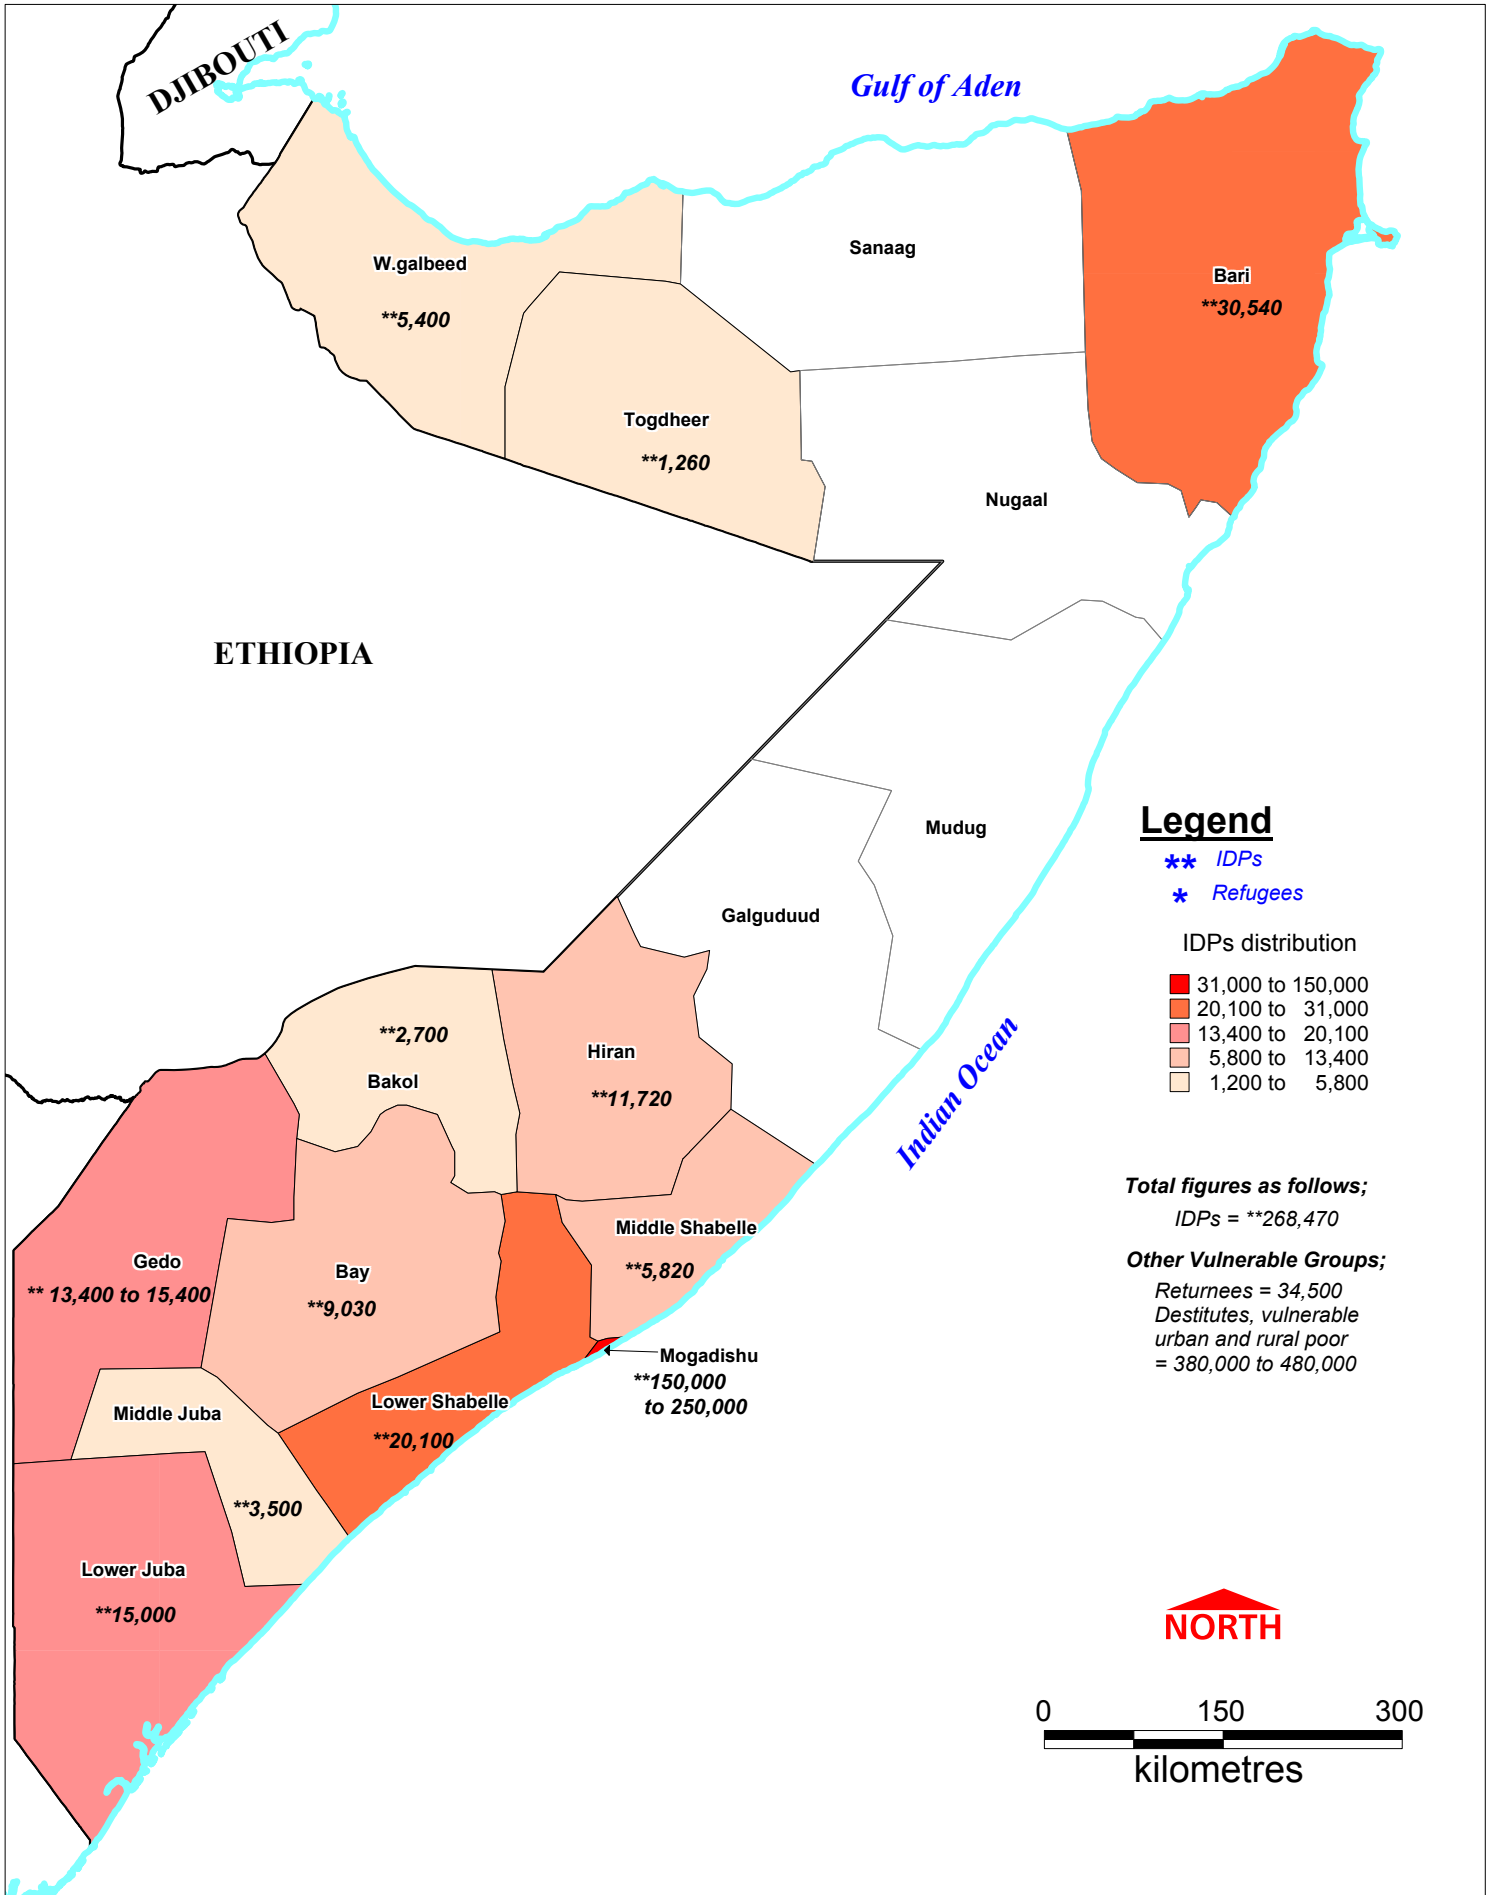 DJIBOUTI
Gulf of Aden
W.galbeed
**5,400
Sanaag
Bari
**30,540
Togdheer
**1,260
Nugaal
ETHIOPIA
Mudug
Galguduud
Legend
** IDPs
* Refugees
IDPs distribution
31,000 to 150,000
20,100 to 31,000
13,400 to 20,100
5,800 to 13,400
1,200 to 5,800
Indian Ocean
**2,700
Bakol
Hiran
**11,720
Total figures as follows;
IDPs = **268,470
Other Vulnerable Groups;
Returnees = 34,500
Destitutes, vulnerable
urban and rural poor
= 380,000 to 480,000
Gedo
** 13,400 to 15,400
Bay
**9,030
Middle Shabelle
**5,820
Mogadishu
**150,000
to 250,000
Lower Shabelle
**20,100
Middle Juba
**3,500
Lower Juba
**15,000
NORTH
0 150 300
kilometres